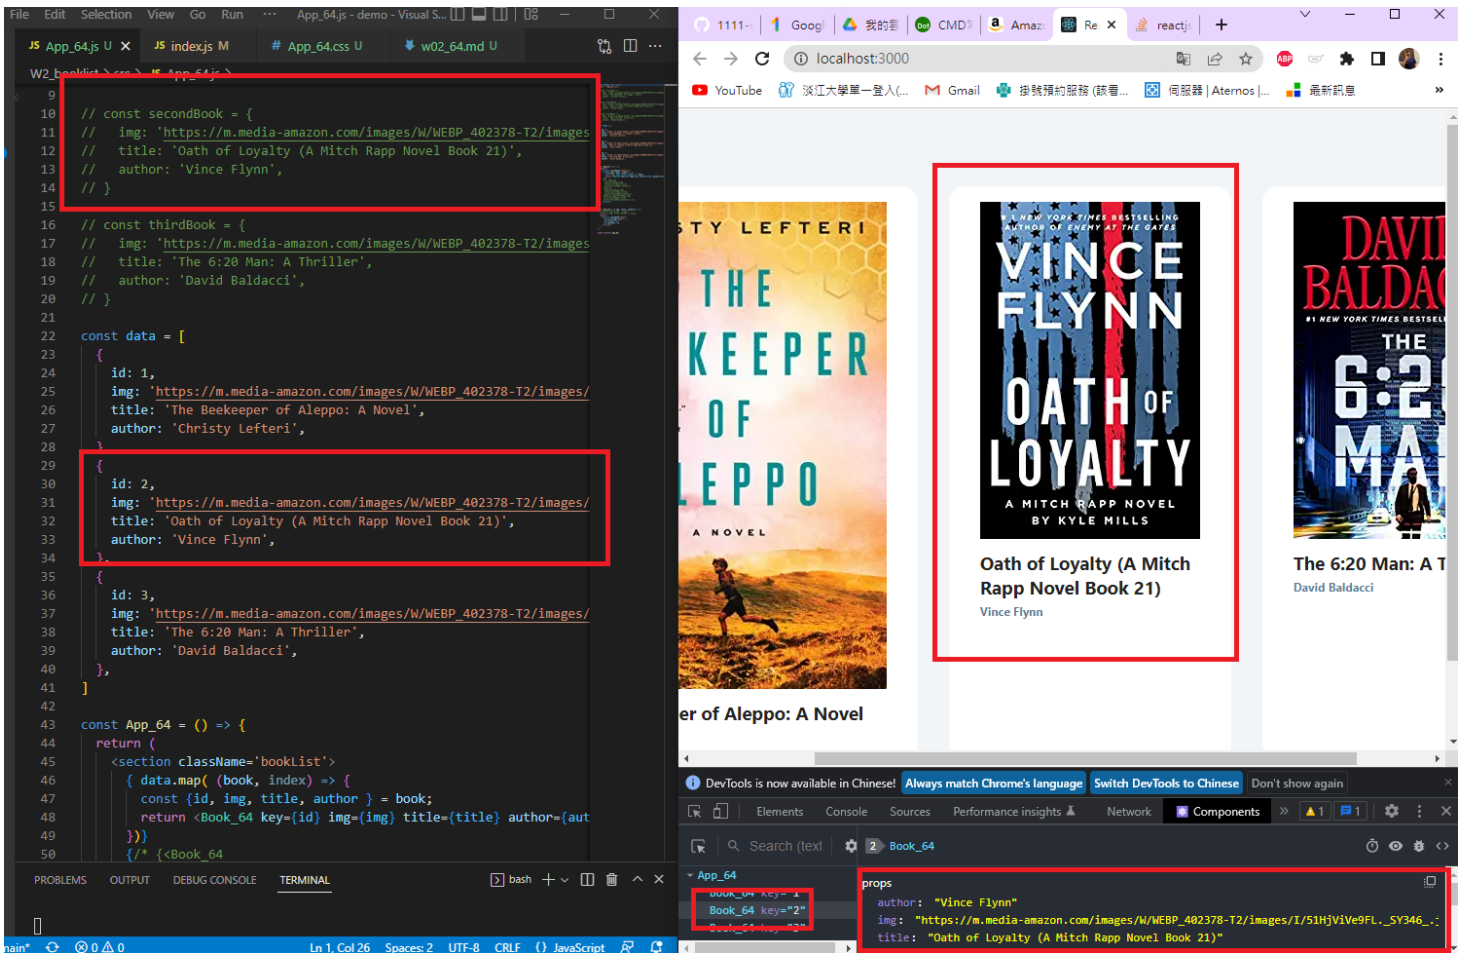 File Edit Selection View Go Run ··· App_64.js - demo - Visual S...
JS App_64.js U JS index.js M # App_64.css U w02_64.md U ···
W2_booklist > src > JS App_64.js >
9
10 // const secondBook = {
11 //   img: 'https://m.media-amazon.com/images/W/WEBP_402378-T2/images
12 //   title: 'Oath of Loyalty (A Mitch Rapp Novel Book 21)',
13 //   author: 'Vince Flynn',
14 // }
15
16 // const thirdBook = {
17 //   img: 'https://m.media-amazon.com/images/W/WEBP_402378-T2/images
18 //   title: 'The 6:20 Man: A Thriller',
19 //   author: 'David Baldacci',
20 // }
21
22 const data = [
23   {
24     id: 1,
25     img: 'https://m.media-amazon.com/images/W/WEBP_402378-T2/images/
26     title: 'The Beekeeper of Aleppo: A Novel',
27     author: 'Christy Lefteri',
28   }
29   {
30     id: 2,
31     img: 'https://m.media-amazon.com/images/W/WEBP_402378-T2/images/
32     title: 'Oath of Loyalty (A Mitch Rapp Novel Book 21)',
33     author: 'Vince Flynn',
34   },
35   {
36     id: 3,
37     img: 'https://m.media-amazon.com/images/W/WEBP_402378-T2/images/
38     title: 'The 6:20 Man: A Thriller',
39     author: 'David Baldacci',
40   },
41 ]
42
43 const App_64 = () => {
44   return (
45     <section className='bookList'>
46       { data.map( (book, index) => {
47         const {id, img, title, author } = book;
48         return <Book_64 key={id} img={img} title={title} author={aut
49       })}
50       {/* {<Book_64
PROBLEMS OUTPUT DEBUG CONSOLE TERMINAL bash
main* 0 0 Ln 1, Col 26 Spaces: 2 UTF-8 CRLF {} JavaScript
1111- Googl 我的雲 CMD Amaz Re reactjs
localhost:3000
YouTube 淡江大學單一登入(... Gmail 掛號預約服務 (該看... 伺服器 | Aternos |... 最新訊息 »
STY LEFTERI
THE
KEEPER
OF
LEPPO
A NOVEL
er of Aleppo: A Novel
#1 NEW YORK TIMES BESTSELLING
AUTHOR OF ENEMY AT THE GATES
VINCE
FLYNN
OATH OF
LOYALTY
A MITCH RAPP NOVEL
BY KYLE MILLS
Oath of Loyalty (A Mitch
Rapp Novel Book 21)
Vince Flynn
DAVI
BALDA
#1 NEW YORK TIMES BESTSEL
THE
6:2
MA
The 6:20 Man: A T
David Baldacci
DevTools is now available in Chinese! Always match Chrome's language Switch DevTools to Chinese Don't show again
Elements Console Sources Performance insights Network Components » 1 1
Search (text 2 Book_64
App_64
Book_64 key="1"
Book_64 key="2"
Book_64 key="3"
props
author: "Vince Flynn"
img: "https://m.media-amazon.com/images/W/WEBP_402378-T2/images/I/51HjViVe9FL._SY346_.j
title: "Oath of Loyalty (A Mitch Rapp Novel Book 21)"